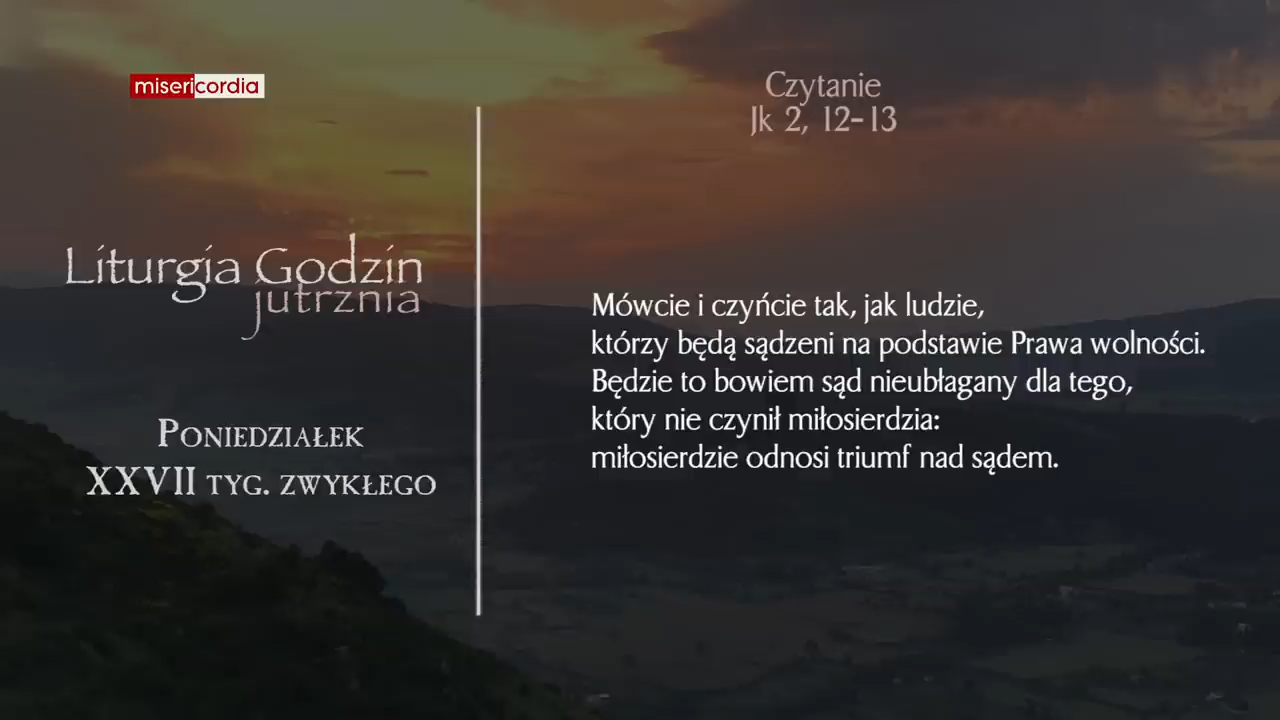 misericordia
Liturgia Godzin
jutrznia
Poniedziałek
XXVII tyg. zwykłego
Czytanie
Jk 2, 12-13
Mówcie i czyńcie tak, jak ludzie,
którzy będą sądzeni na podstawie Prawa wolności.
Będzie to bowiem sąd nieubłagany dla tego,
który nie czynił miłosierdzia:
miłosierdzie odnosi triumf nad sądem.